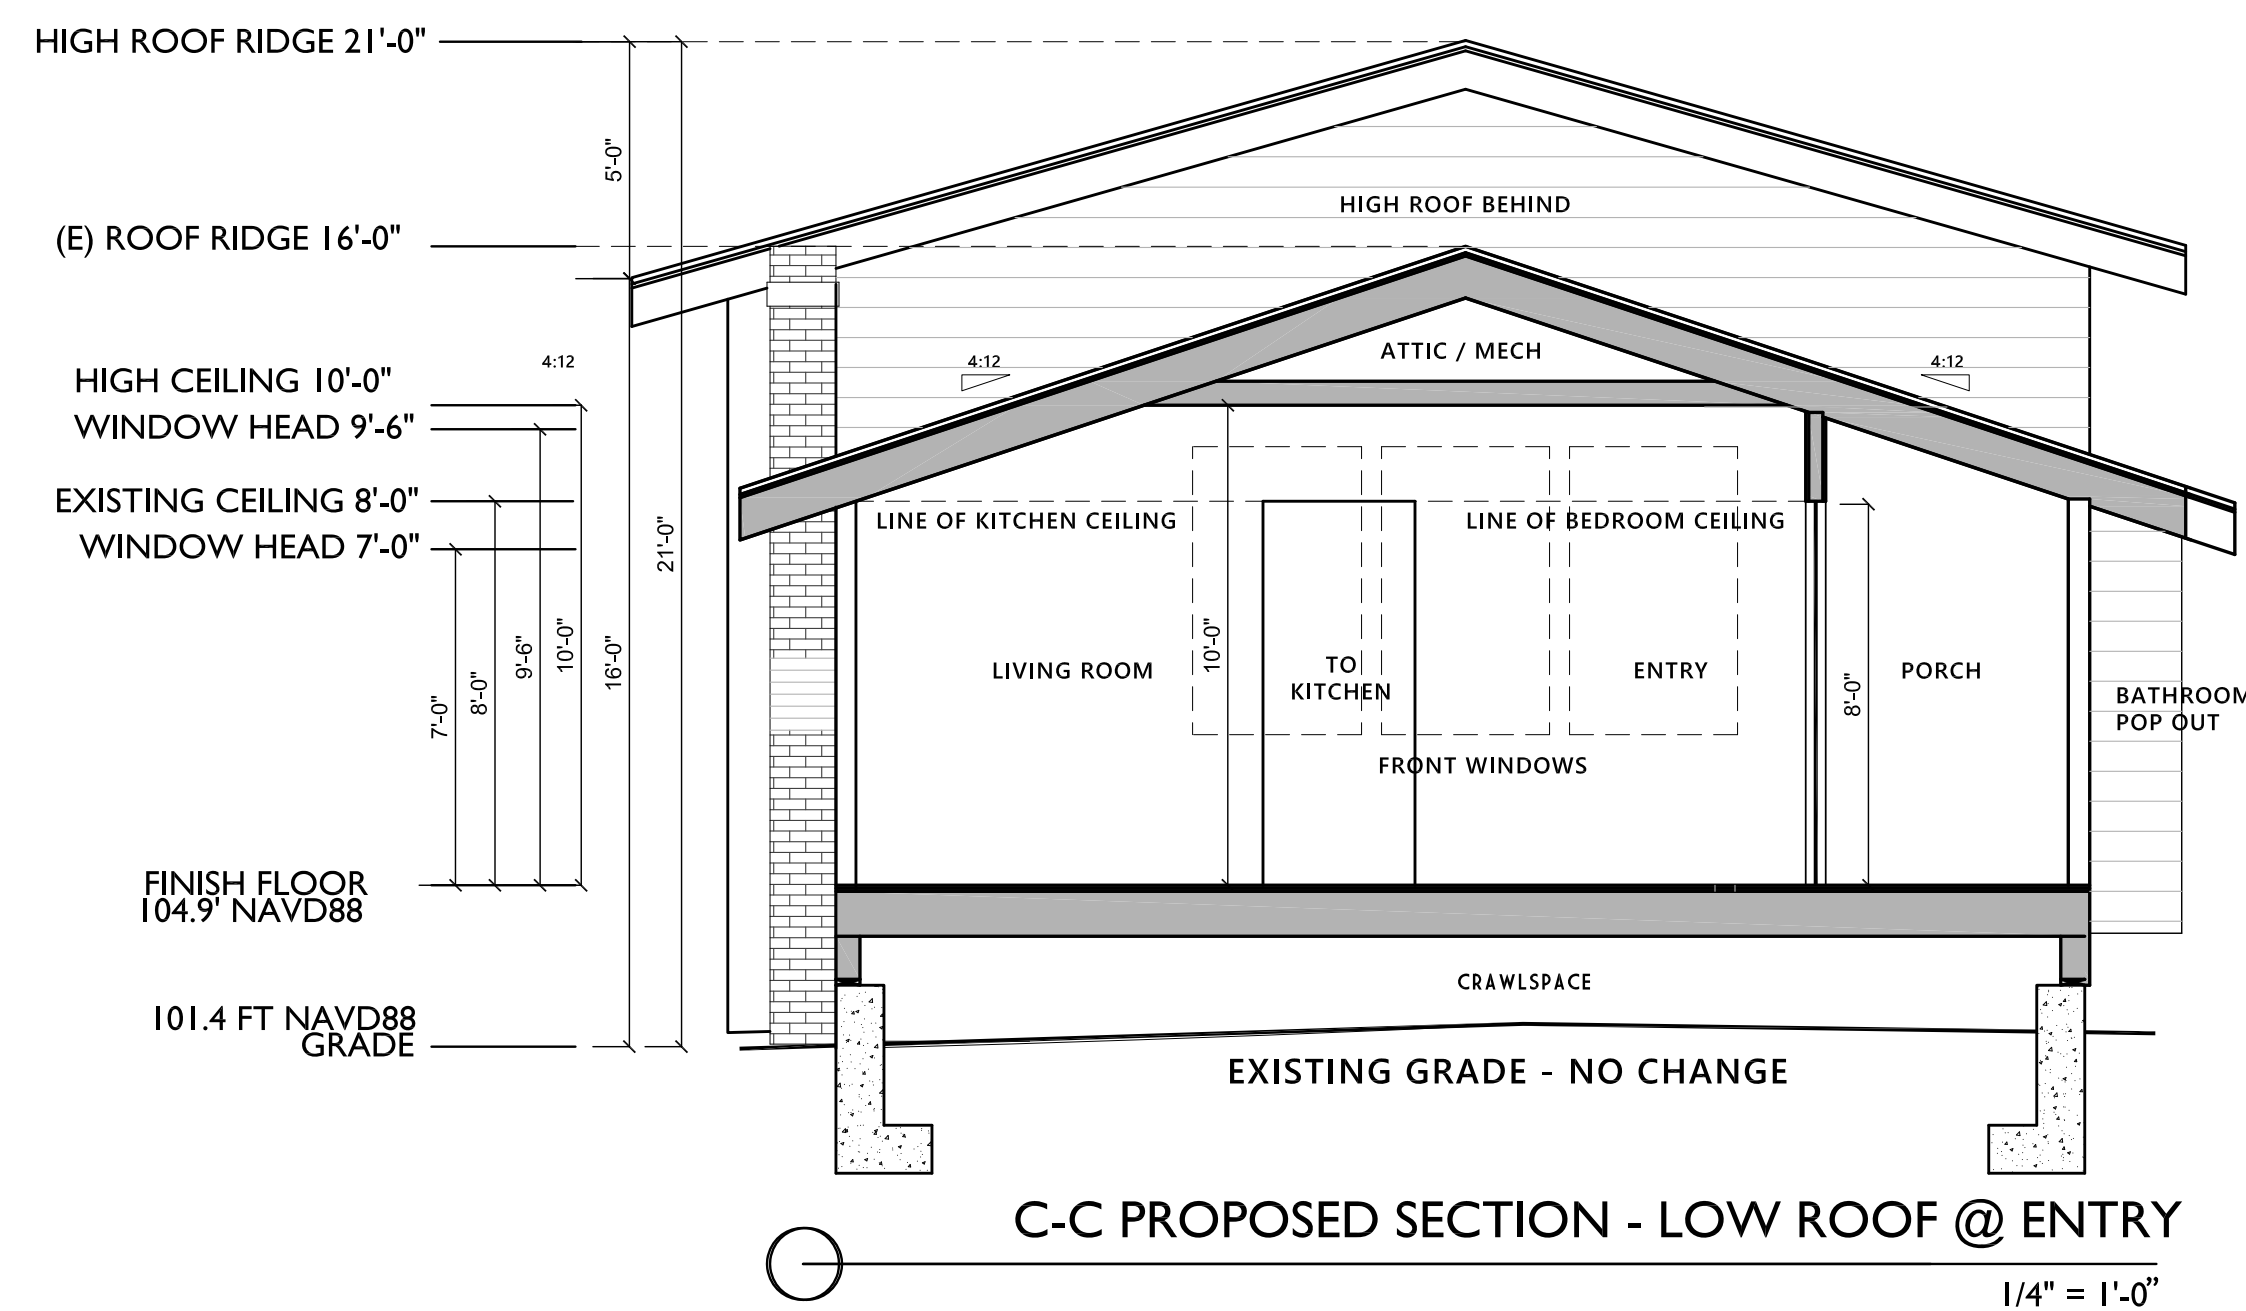 HIGH ROOF RIDGE 21'-0"
5'-0"
(E) ROOF RIDGE 16'-0"
HIGH ROOF BEHIND
ATTIC / MECH
4:12
4:12
4:12
HIGH CEILING 10'-0"
WINDOW HEAD 9'-6"
EXISTING CEILING 8'-0"
WINDOW HEAD 7'-0"
LINE OF KITCHEN CEILING
LINE OF BEDROOM CEILING
21'-0"
7'-0"
8'-0"
9'-6"
10'-0"
16'-0"
LIVING ROOM
10'-0"
TO
KITCHEN
ENTRY
8'-0"
PORCH
BATHROOM
POP OUT
FRONT WINDOWS
FINISH FLOOR
104.9' NAVD88
CRAWLSPACE
101.4 FT NAVD88
GRADE
EXISTING GRADE - NO CHANGE
C-C PROPOSED SECTION - LOW ROOF @ ENTRY
1/4" = 1'-0”